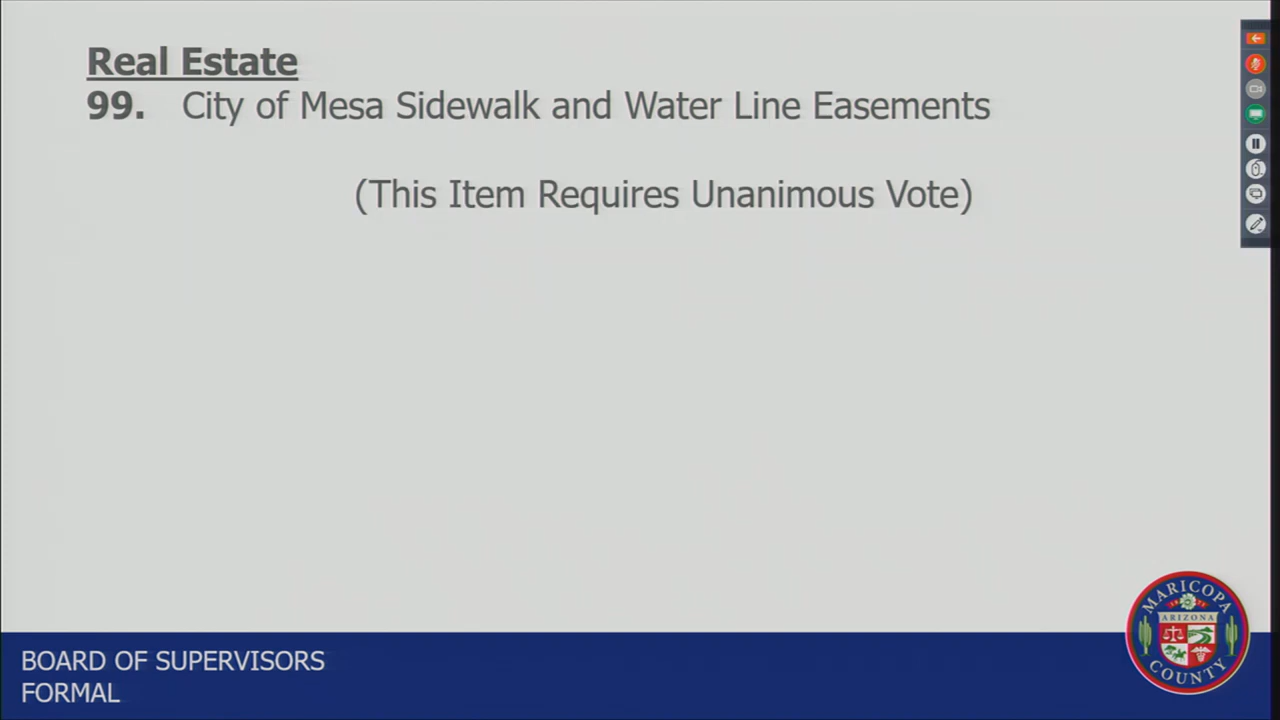 Real Estate
99. City of Mesa Sidewalk and Water Line Easements
(This Item Requires Unanimous Vote)
BOARD OF SUPERVISORS
FORMAL
MARICOPA
ARIZONA
COUNTY